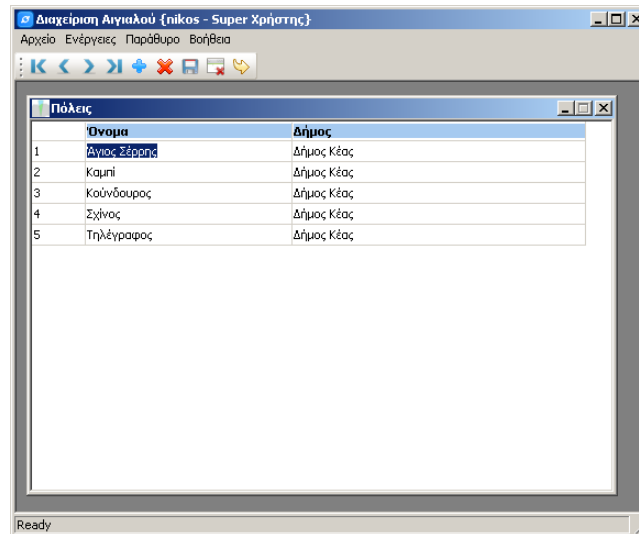 Διαχείριση Αιγιαλού {nikos - Super Χρήστης}
Αρχείο Ενέργειες Παράθυρο Βοήθεια
Πόλεις
Όνομα Δήμος
1 Άγιος Σέρρης Δήμος Κέας
2 Καμπί Δήμος Κέας
3 Κούνδουρος Δήμος Κέας
4 Σχίνος Δήμος Κέας
5 Τηλέγραφος Δήμος Κέας
Ready